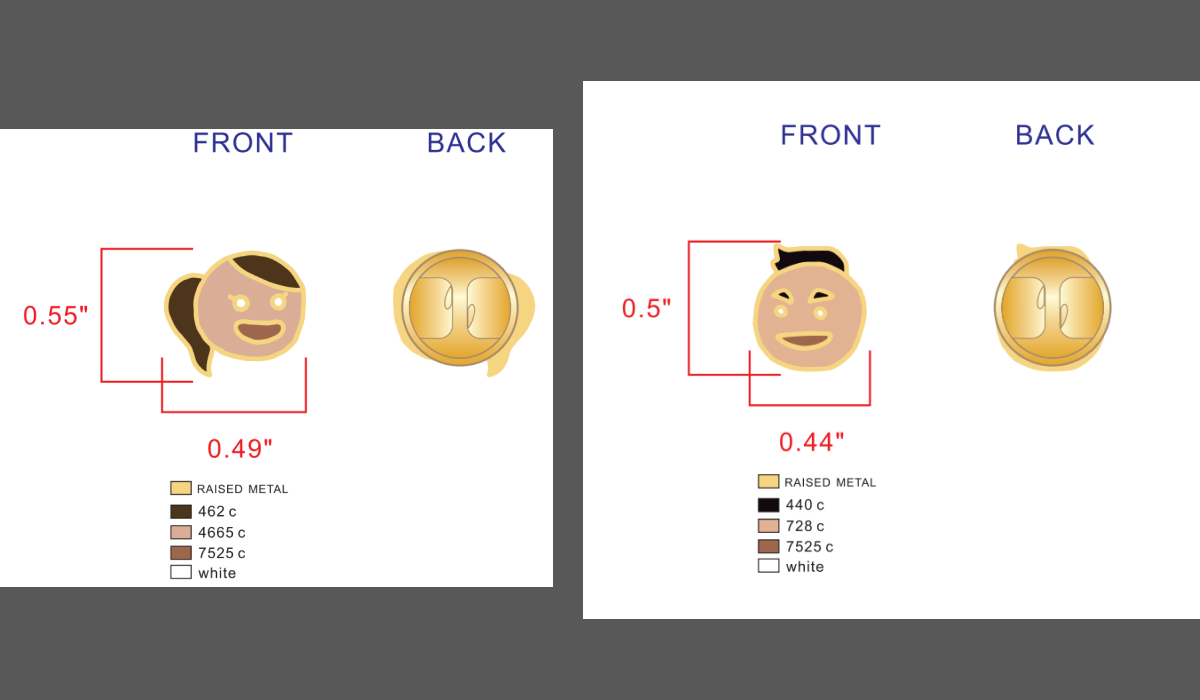 FRONT
BACK
0.55"
0.49"
RAISED METAL
462 c
4665 c
7525 c
white
FRONT
BACK
0.5"
0.44"
RAISED METAL
440 c
728 c
7525 c
white